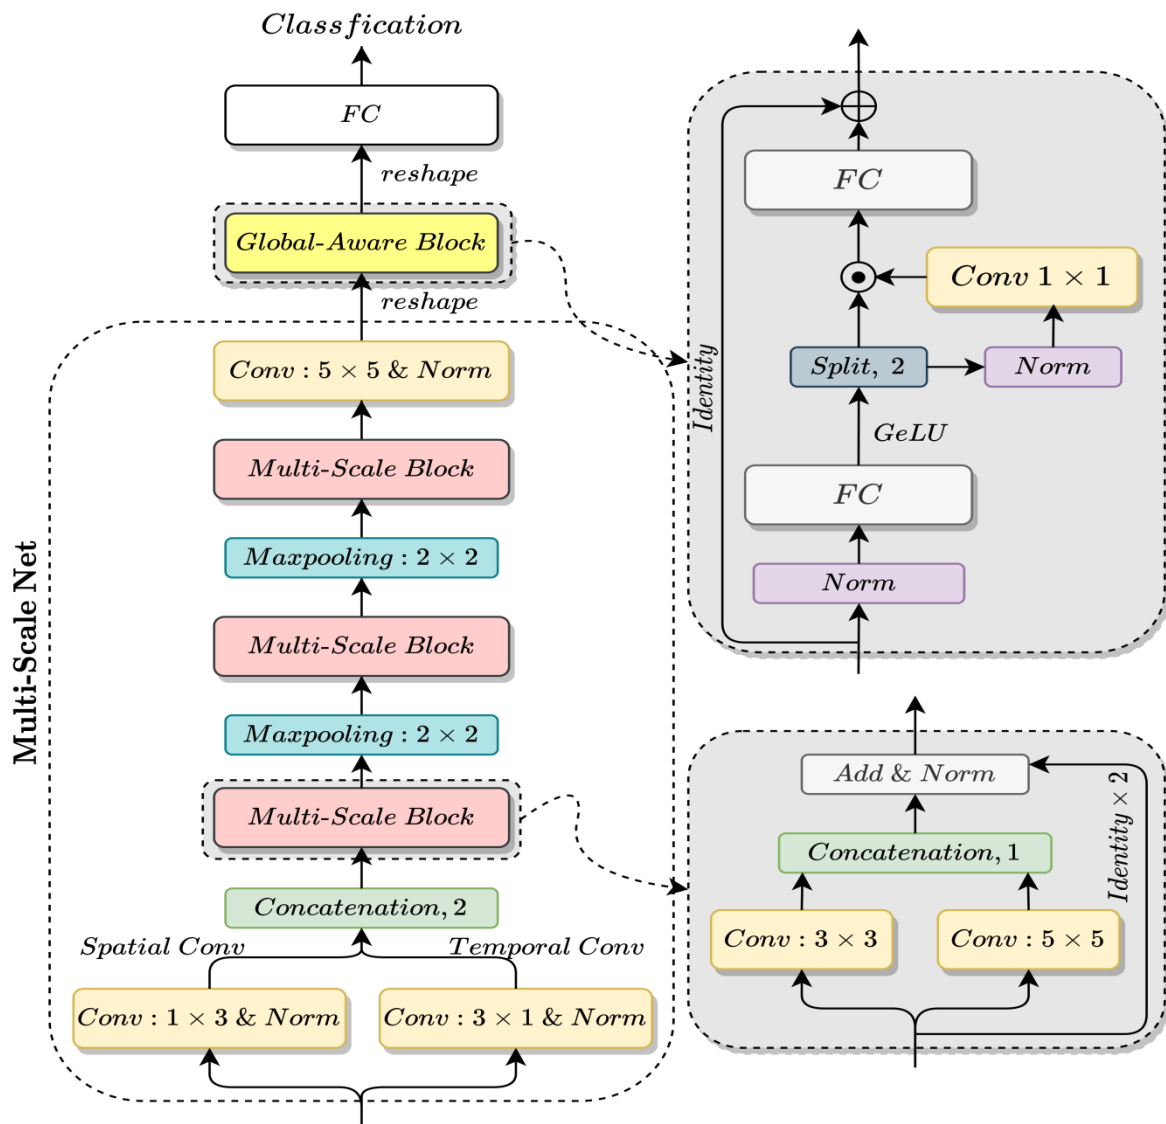 Classfication
FC
reshape
Global-Aware Block
reshape
Conv : 5 × 5 & Norm
Multi-Scale Block
Maxpooling : 2 × 2
Multi-Scale Block
Maxpooling : 2 × 2
Multi-Scale Block
Concatenation, 2
Spatial Conv
Temporal Conv
Conv : 1 × 3 & Norm
Conv : 3 × 1 & Norm
Multi-Scale Net
FC
Conv 1 × 1
Split, 2
Norm
Identity
GeLU
FC
Norm
Add & Norm
Identity × 2
Concatenation, 1
Conv : 3 × 3
Conv : 5 × 5